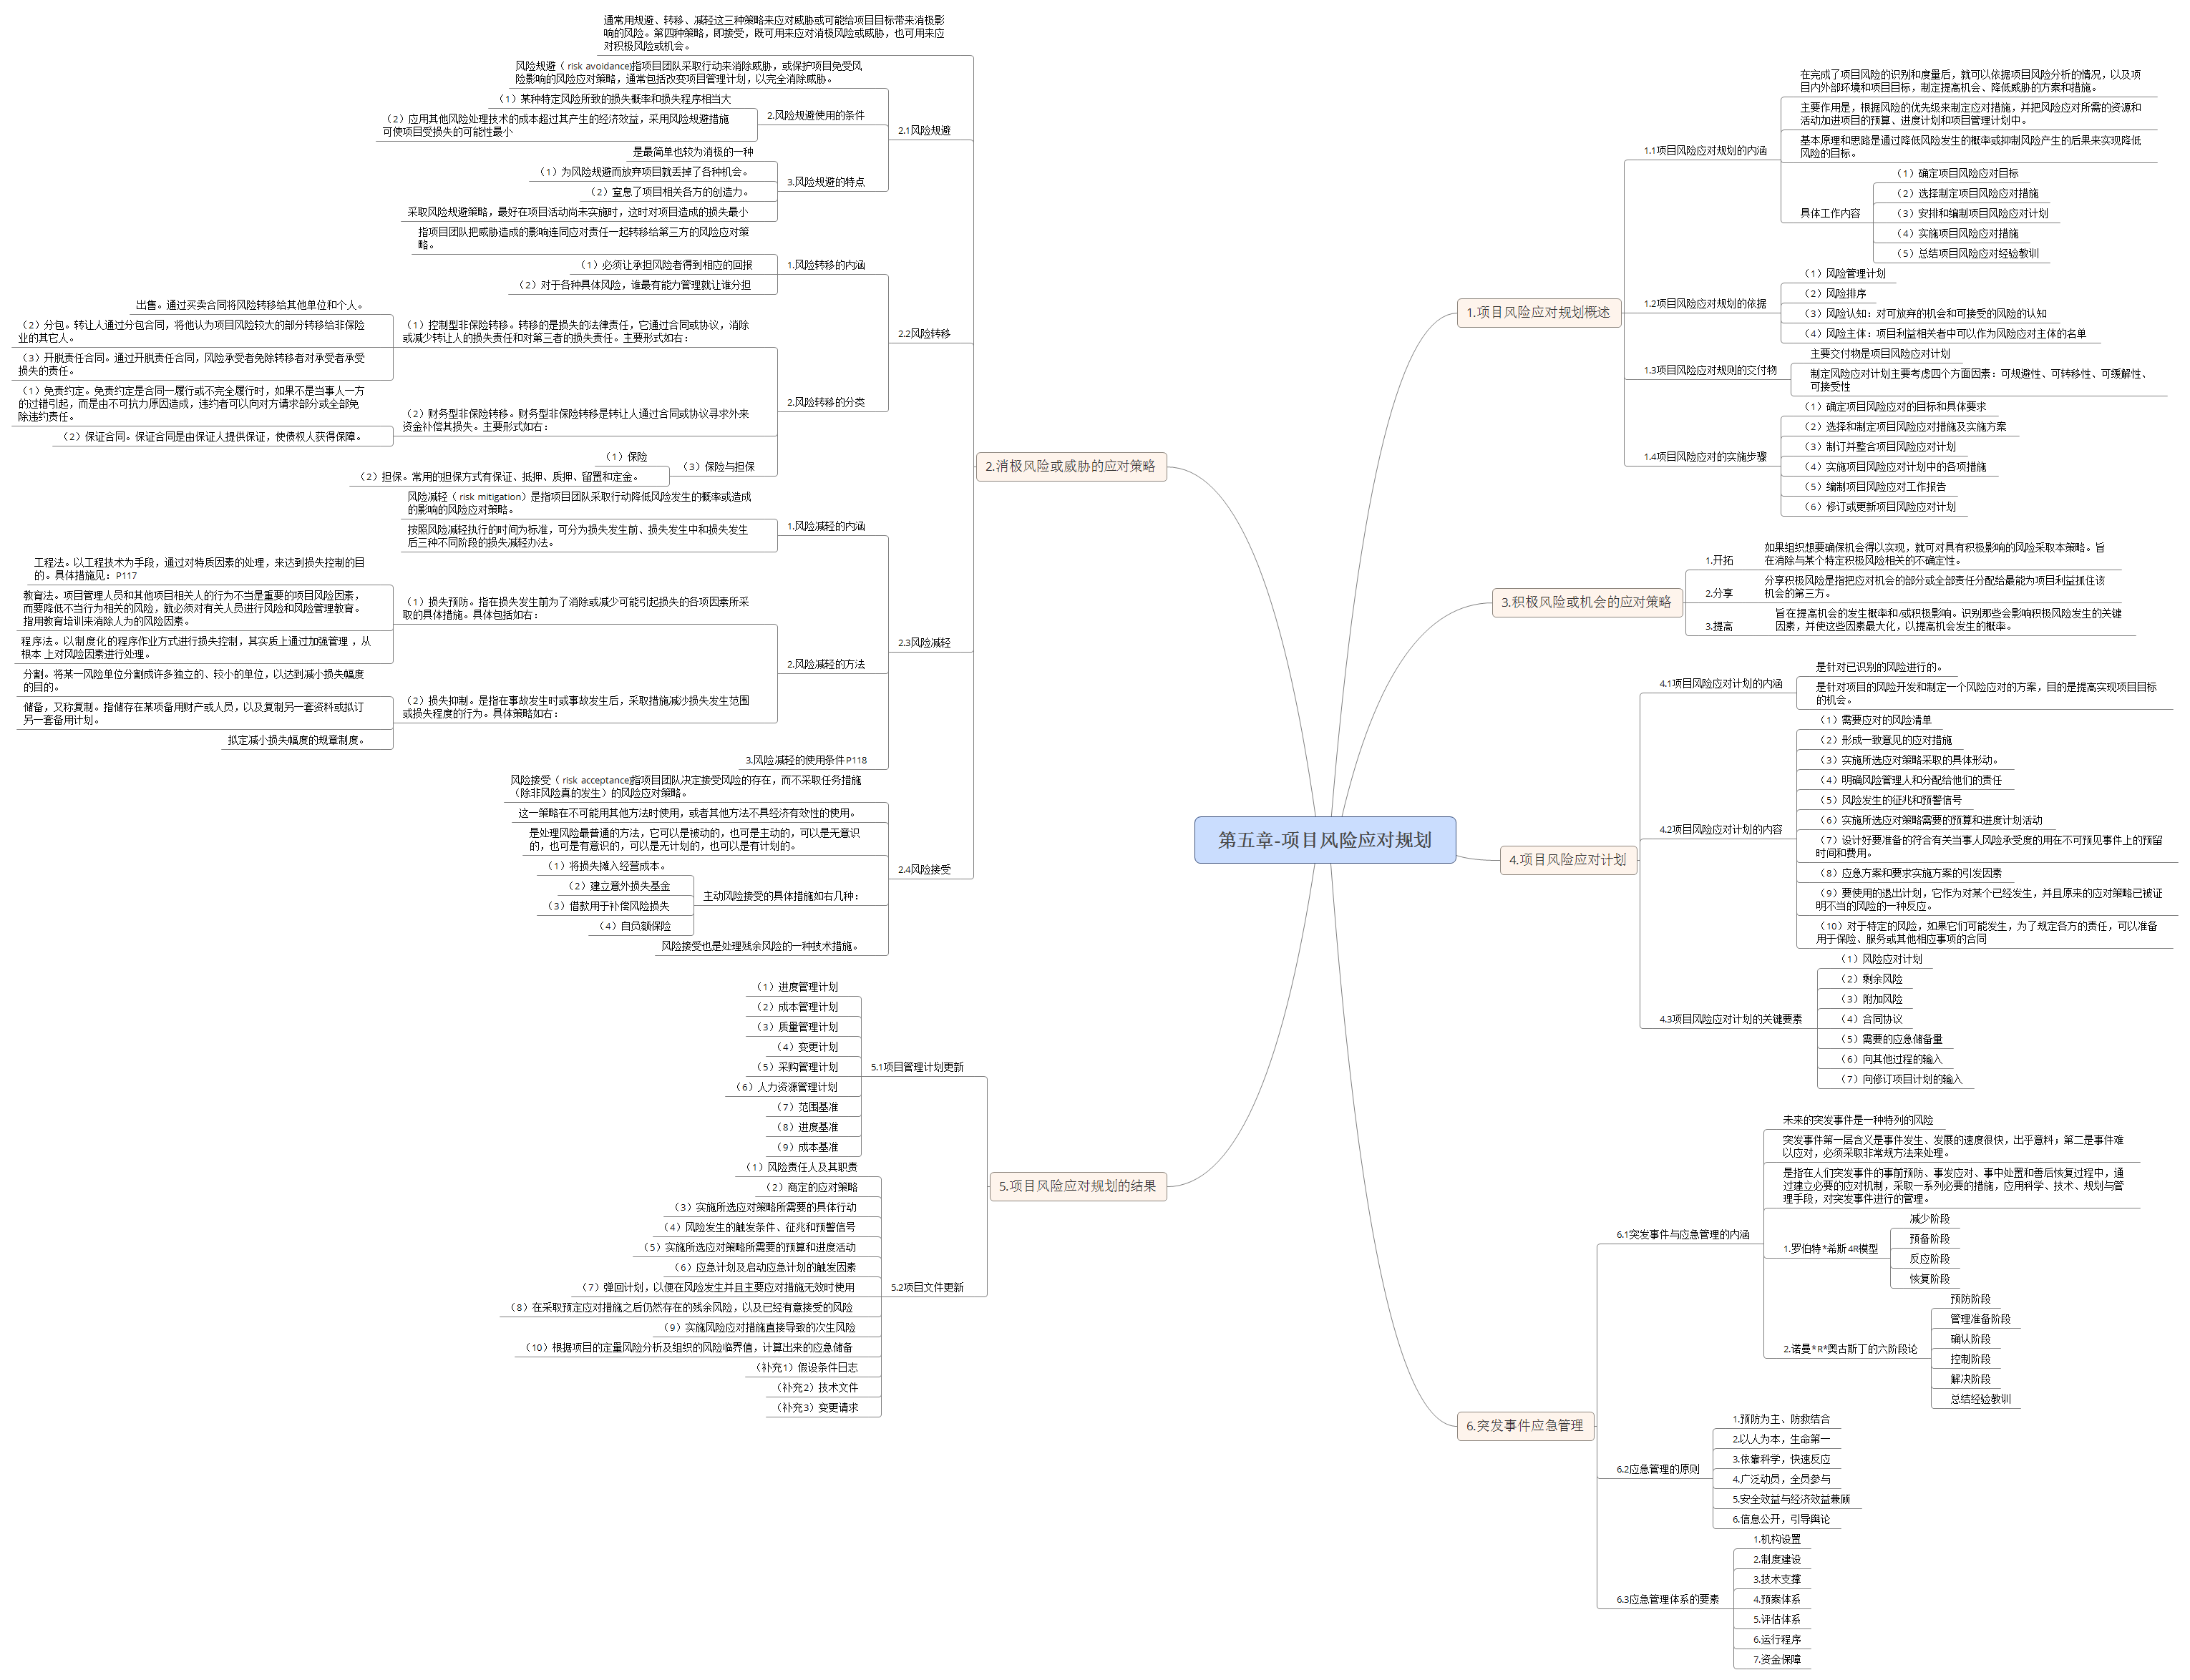 第五章-项目风险应对规划
1.项目风险应对规划概述
1.1项目风险应对规划的内涵
在完成了项目风险的识别和度量后，就可以依据项目风险分析的情况，以及项
目内外部环境和项目目标，制定提高机会、降低威胁的方案和措施。
主要作用是，根据风险的优先级来制定应对措施，并把风险应对所需的资源和
活动加进项目的预算、进度计划和项目管理计划中。
基本原理和思路是通过降低风险发生的概率或抑制风险产生的后果来实现降低
风险的目标。
具体工作内容
（1）确定项目风险应对目标
（2）选择制定项目风险应对措施
（3）安排和编制项目风险应对计划
（4）实施项目风险应对措施
（5）总结项目风险应对经验教训
1.2项目风险应对规划的依据
（1）风险管理计划
（2）风险排序
（3）风险认知：对可放弃的机会和可接受的风险的认知
（4）风险主体：项目利益相关者中可以作为风险应对主体的名单
1.3项目风险应对规则的交付物
主要交付物是项目风险应对计划
制定风险应对计划主要考虑四个方面因素：可规避性、可转移性、可缓解性、
可接受性
1.4项目风险应对的实施步骤
（1）确定项目风险应对的目标和具体要求
（2）选择和制定项目风险应对措施及实施方案
（3）制订并整合项目风险应对计划
（4）实施项目风险应对计划中的各项措施
（5）编制项目风险应对工作报告
（6）修订或更新项目风险应对计划
2.消极风险或威胁的应对策略
通常用规避、转移、减轻这三种策略来应对威胁或可能给项目目标带来消极影
响的风险。第四种策略，即接受，既可用来应对消极风险或威胁，也可用来应
对积极风险或机会。
2.1风险规避
风险规避（ risk avoidance)指项目团队采取行动来消除威胁，或保护项目免受风
险影响的风险应对策略，通常包括改变项目管理计划，以完全消除威胁。
2.风险规避使用的条件
（1）某种特定风险所致的损失概率和损失程序相当大
（2）应用其他风险处理技术的成本超过其产生的经济效益，采用风险规避措施
可使项目受损失的可能性最小
3.风险规避的特点
是最简单也较为消极的一种
（1）为风险规避而放弃项目就丢掉了各种机会。
（2）窒息了项目相关各方的创造力。
采取风险规避策略，最好在项目活动尚未实施时，这时对项目造成的损失最小
2.2风险转移
1.风险转移的内涵
指项目团队把威胁造成的影响连同应对责任一起转移给第三方的风险应对策
略。
（1）必须让承担风险者得到相应的回报
（2）对于各种具体风险，谁最有能力管理就让谁分担
2.风险转移的分类
（1）控制型非保险转移。转移的是损失的法律责任，它通过合同或协议，消除
或减少转让人的损失责任和对第三者的损失责任。主要形式如右：
出售。通过买卖合同将风险转移给其他单位和个人。
（2）分包。转让人通过分包合同，将他认为项目风险较大的部分转移给非保险
业的其它人。
（3）开脱责任合同。通过开脱责任合同，风险承受者免除转移者对承受者承受
损失的责任。
（2）财务型非保险转移。财务型非保险转移是转让人通过合同或协议寻求外来
资金补偿其损失。主要形式如右：
（1）免责约定。免责约定是合同一履行或不完全履行时，如果不是当事人一方
的过错引起，而是由不可抗力原因造成，违约者可以向对方请求部分或全部免
除违约责任。
（2）保证合同。保证合同是由保证人提供保证，使债权人获得保障。
（3）保险与担保
（1）保险
（2）担保。常用的担保方式有保证、抵押、质押、留置和定金。
2.3风险减轻
1.风险减轻的内涵
风险减轻（ risk mitigation）是指项目团队采取行动降低风险发生的概率或造成
的影响的风险应对策略。
按照风险减轻执行的时间为标准，可分为损失发生前、损失发生中和损失发生
后三种不同阶段的损失减轻办法。
2.风险减轻的方法
（1）损失预防。指在损失发生前为了消除或减少可能引起损失的各项因素所采
取的具体措施。具体包括如右：
工程法。以工程技术为手段，通过对特质因素的处理，来达到损失控制的目
的。具体措施见：P117
教育法。项目管理人员和其他项目相关人的行为不当是重要的项目风险因素，
而要降低不当行为相关的风险，就必须对有关人员进行风险和风险管理教育。
指用教育培训来消除人为的风险因素。
程序法。以制度化的程序作业方式进行损失控制，其实质上通过加强管理 ，从
根本 上对风险因素进行处理。
（2）损失抑制。是指在事故发生时或事故发生后，采取措施减沙损失发生范围
或损失程度的行为。具体策略如右：
分割。将某一风险单位分割成许多独立的、较小的单位，以达到减小损失幅度
的目的。
储备，又称复制。指储存在某项备用财产或人员，以及复制另一套资料或拟订
另一套备用计划。
拟定减小损失幅度的规章制度。
3.风险减轻的使用条件P118
2.4风险接受
风险接受（ risk acceptance)指项目团队决定接受风险的存在，而不采取任务措施
（除非风险真的发生）的风险应对策略。
这一策略在不可能用其他方法时使用，或者其他方法不具经济有效性的使用。
是处理风险最普通的方法，它可以是被动的，也可是主动的，可以是无意识
的，也可是有意识的，可以是无计划的，也可以是有计划的。
主动风险接受的具体措施如右几种：
（1）将损失摊入经营成本。
（2）建立意外损失基金
（3）借款用于补偿风险损失
（4）自负额保险
风险接受也是处理残余风险的一种技术措施。
3.积极风险或机会的应对策略
1.开拓
如果组织想要确保机会得以实现，就可对具有积极影响的风险采取本策略。旨
在消除与某个特定积极风险相关的不确定性。
2.分享
分享积极风险是指把应对机会的部分或全部责任分配给最能为项目利益抓住该
机会的第三方。
3.提高
旨在提高机会的发生概率和/或积极影响。识别那些会影响积极风险发生的关键
因素，并使这些因素最大化，以提高机会发生的概率。
4.项目风险应对计划
4.1项目风险应对计划的内涵
是针对已识别的风险进行的。
是针对项目的风险开发和制定一个风险应对的方案，目的是提高实现项目目标
的机会。
4.2项目风险应对计划的内容
（1）需要应对的风险清单
（2）形成一致意见的应对措施
（3）实施所选应对策略采取的具体形动。
（4）明确风险管理人和分配给他们的责任
（5）风险发生的征兆和预警信号
（6）实施所选应对策略需要的预算和进度计划活动
（7）设计好要准备的符合有关当事人风险承受度的用在不可预见事件上的预留
时间和费用。
（8）应急方案和要求实施方案的引发因素
（9）要使用的退出计划，它作为对某个已经发生，并且原来的应对策略已被证
明不当的风险的一种反应。
（10）对于特定的风险，如果它们可能发生，为了规定各方的责任，可以准备
用于保险、服务或其他相应事项的合同
4.3项目风险应对计划的关键要素
（1）风险应对计划
（2）剩余风险
（3）附加风险
（4）合同协议
（5）需要的应急储备量
（6）向其他过程的输入
（7）向修订项目计划的输入
5.项目风险应对规划的结果
5.1项目管理计划更新
（1）进度管理计划
（2）成本管理计划
（3）质量管理计划
（4）变更计划
（5）采购管理计划
（6）人力资源管理计划
（7）范围基准
（8）进度基准
（9）成本基准
5.2项目文件更新
（1）风险责任人及其职责
（2）商定的应对策略
（3）实施所选应对策略所需要的具体行动
（4）风险发生的触发条件、征兆和预警信号
（5）实施所选应对策略所需要的预算和进度活动
（6）应急计划及启动应急计划的触发因素
（7）弹回计划，以便在风险发生并且主要应对措施无效时使用
（8）在采取预定应对措施之后仍然存在的残余风险，以及已经有意接受的风险
（9）实施风险应对措施直接导致的次生风险
（10）根据项目的定量风险分析及组织的风险临界值，计算出来的应急储备
（补充1）假设条件日志
（补充2）技术文件
（补充3）变更请求
6.突发事件应急管理
6.1突发事件与应急管理的内涵
未来的突发事件是一种特列的风险
突发事件第一层含义是事件发生、发展的速度很快，出乎意料；第二是事件难
以应对，必须采取非常规方法来处理。
是指在人们突发事件的事前预防、事发应对、事中处置和善后恢复过程中，通
过建立必要的应对机制，采取一系列必要的措施，应用科学、技术、规划与管
理手段，对突发事件进行的管理。
1.罗伯特*希斯4R模型
减少阶段
预备阶段
反应阶段
恢复阶段
2.诺曼*R*奥古斯丁的六阶段论
预防阶段
管理准备阶段
确认阶段
控制阶段
解决阶段
总结经验教训
6.2应急管理的原则
1.预防为主、防救结合
2.以人为本，生命第一
3.依靠科学，快速反应
4.广泛动员，全员参与
5.安全效益与经济效益兼顾
6.信息公开，引导舆论
6.3应急管理体系的要素
1.机构设置
2.制度建设
3.技术支撑
4.预案体系
5.评估体系
6.运行程序
7.资金保障